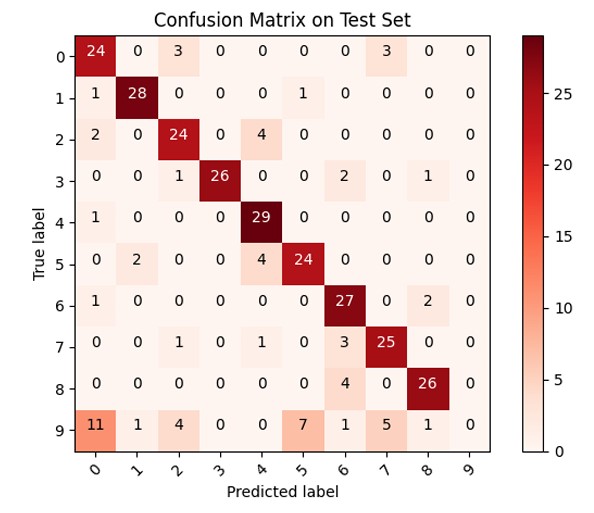 Confusion Matrix on Test Set
0 24 0 3 0 0 0 0 3 0 0
1 1 28 0 0 0 1 0 0 0 0
2 2 0 24 0 4 0 0 0 0 0
3 0 0 1 26 0 0 2 0 1 0
4 1 0 0 0 29 0 0 0 0 0
5 0 2 0 0 4 24 0 0 0 0
6 1 0 0 0 0 0 27 0 2 0
7 0 0 1 0 1 0 3 25 0 0
8 0 0 0 0 0 0 4 0 26 0
9 11 1 4 0 0 7 1 5 1 0
0 1 2 3 4 5 6 7 8 9
Predicted label
True label
25
20
15
10
5
0